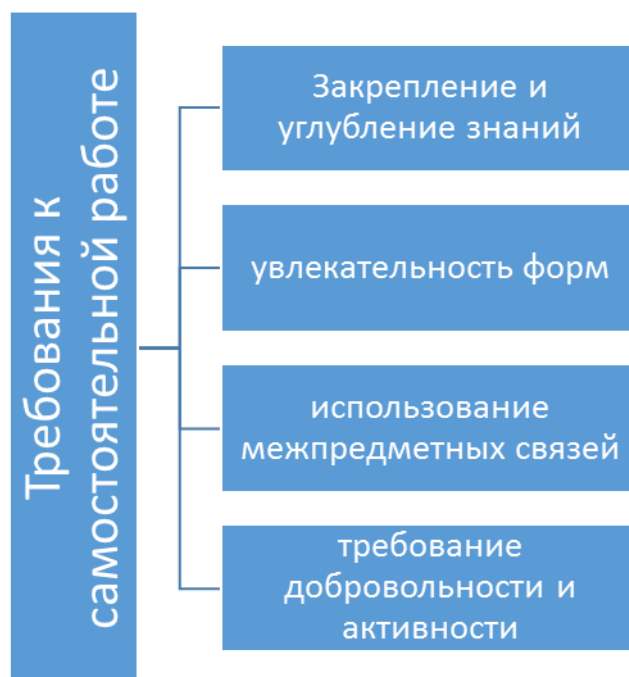 Требования к
самостоятельной работе
Закрепление и
углубление знаний
увлекательность форм
использование
межпредметных связей
требование
добровольности и
активности